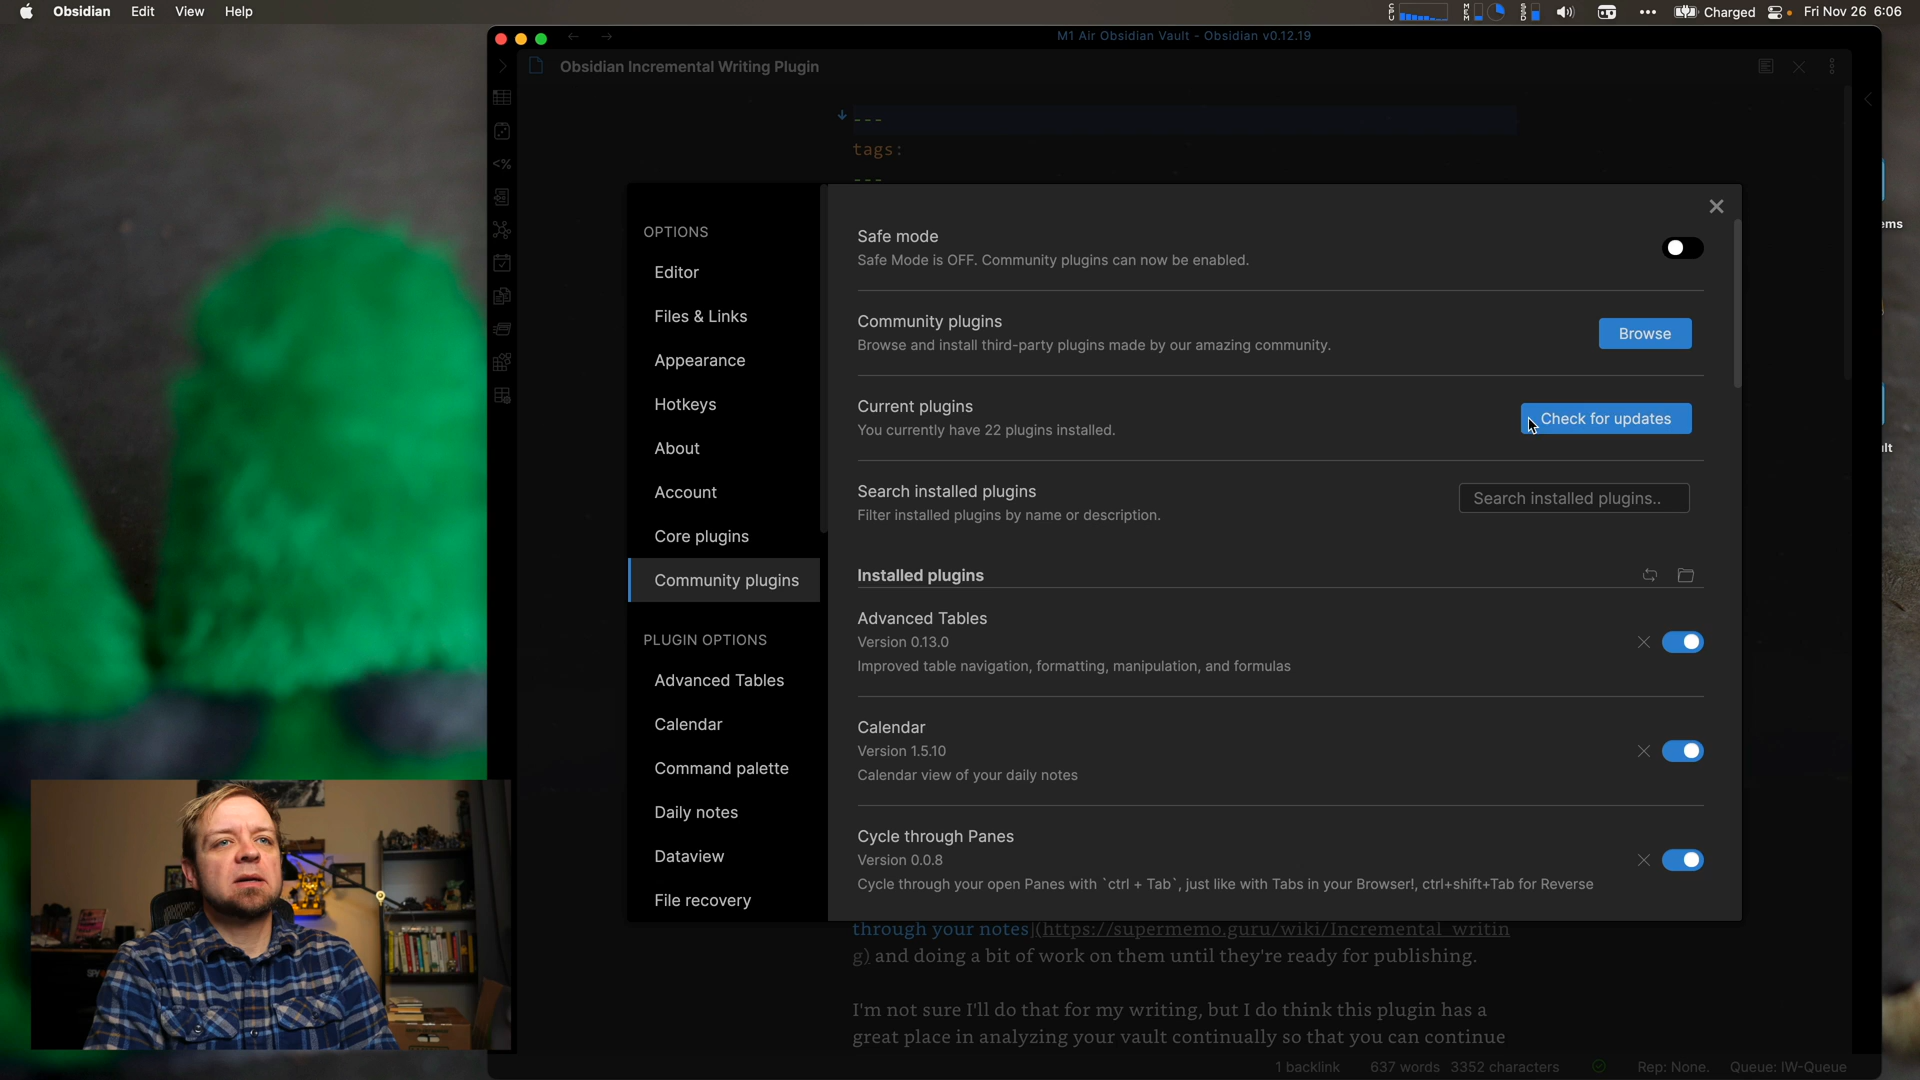 Obsidian Edit View Help
CPU MEM SSD Charged Fri Nov 26 6:06
M1 Air Obsidian Vault - Obsidian v0.12.19
Obsidian Incremental Writing Plugin
---
tags:
---
OPTIONS
Editor
Files & Links
Appearance
Hotkeys
About
Account
Core plugins
Community plugins
PLUGIN OPTIONS
Advanced Tables
Calendar
Command palette
Daily notes
Dataview
File recovery
Safe mode
Safe Mode is OFF. Community plugins can now be enabled.
Community plugins
Browse and install third-party plugins made by our amazing community.
Browse
Current plugins
You currently have 22 plugins installed.
Check for updates
Search installed plugins
Filter installed plugins by name or description.
Search installed plugins..
Installed plugins
Advanced Tables
Version 0.13.0
Improved table navigation, formatting, manipulation, and formulas
Calendar
Version 1.5.10
Calendar view of your daily notes
Cycle through Panes
Version 0.0.8
Cycle through your open Panes with `ctrl + Tab`, just like with Tabs in your Browser!, ctrl+shift+Tab for Reverse
through your notes](https://supermemo.guru/wiki/Incremental_writin
g) and doing a bit of work on them until they're ready for publishing.
I'm not sure I'll do that for my writing, but I do think this plugin has a
great place in analyzing your vault continually so that you can continue
1 backlink 637 words 3352 characters Rep: None. Queue: IW-Queue
ems
lt